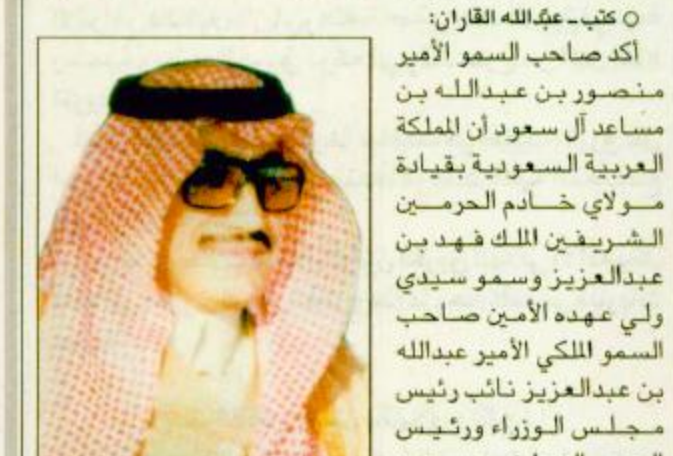 ○ كتب ـ عبدالله القاران:
أكد صاحب السمو الأمير
منصور بن عبدالله بن
مساعد آل سعود أن المملكة
العربية السعودية بقيادة
مولاي خادم الحرمين
الشريفين الملك فهد بن
عبدالعزيز وسمو سيدي
ولي عهده الأمين صاحب
السمو الملكي الأمير عبدالله
بن عبدالعزيز نائب رئيس
مجلس الوزراء ورئيس